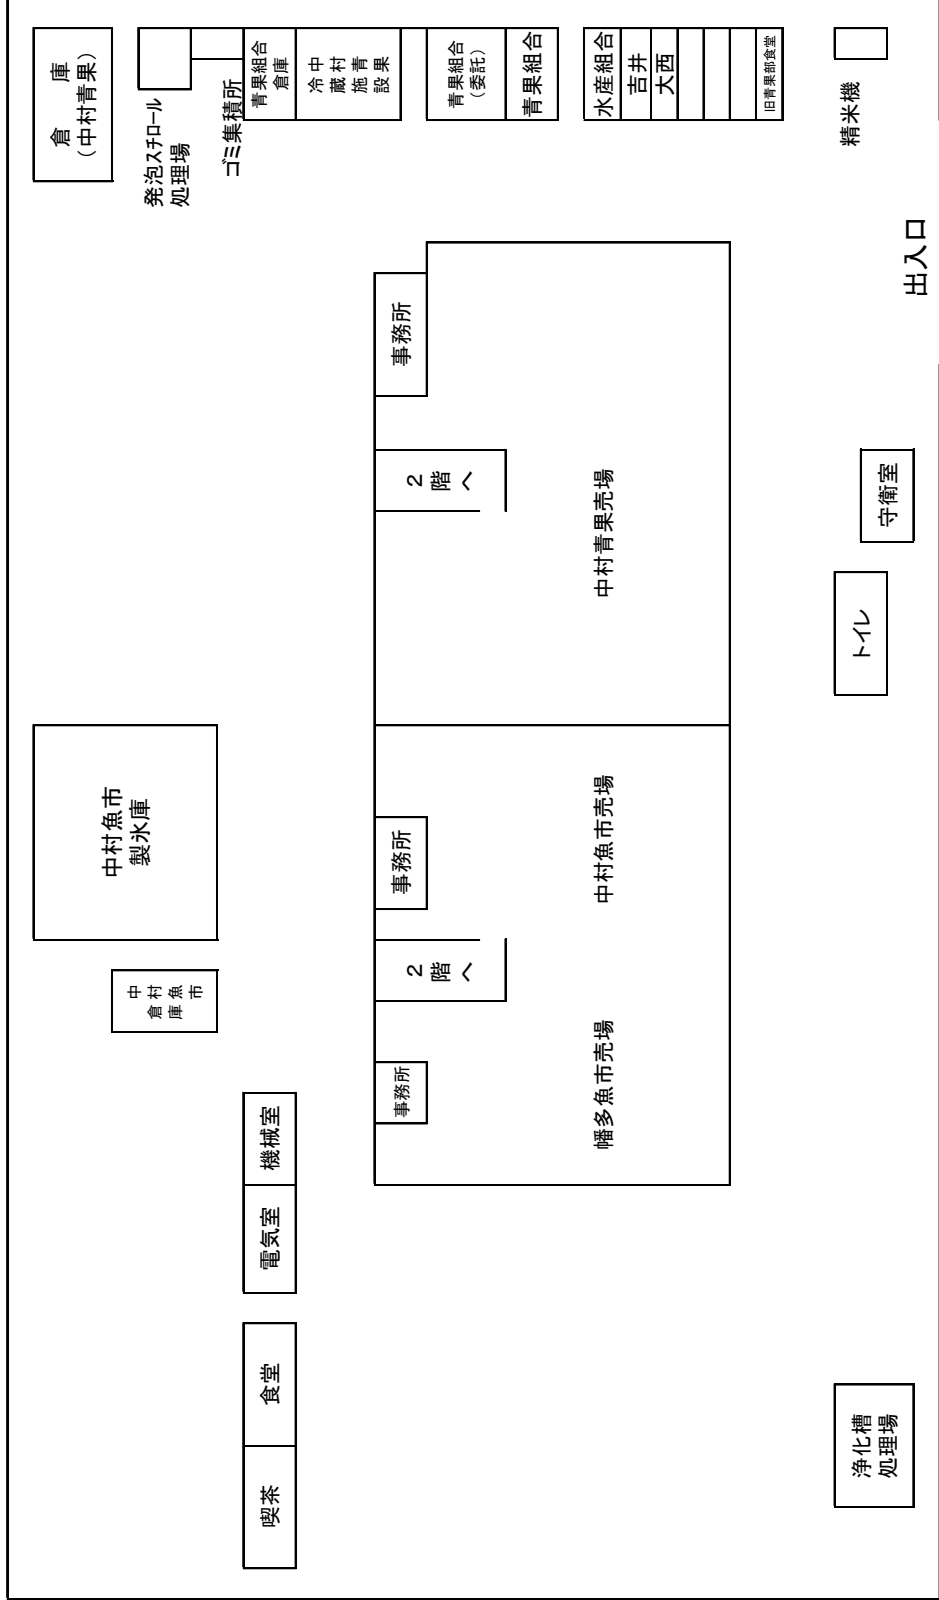 中村魚市
製氷庫
倉　庫
（中村青果）
中村魚市
倉庫
発泡ｽﾁﾛｰﾙ
処理場
ゴミ集積所
喫茶
食堂
電気室
機械室
青果組合
倉庫
中村青果
冷蔵施設
事務所
事務所
事務所
２階へ
２階へ
青果組合
（委託）
青果組合
幡多魚市売場
中村魚市売場
中村青果売場
水産組合
吉井
大西
旧青果部食堂
浄化槽
処理場
トイレ
守衛室
精米機
出入口